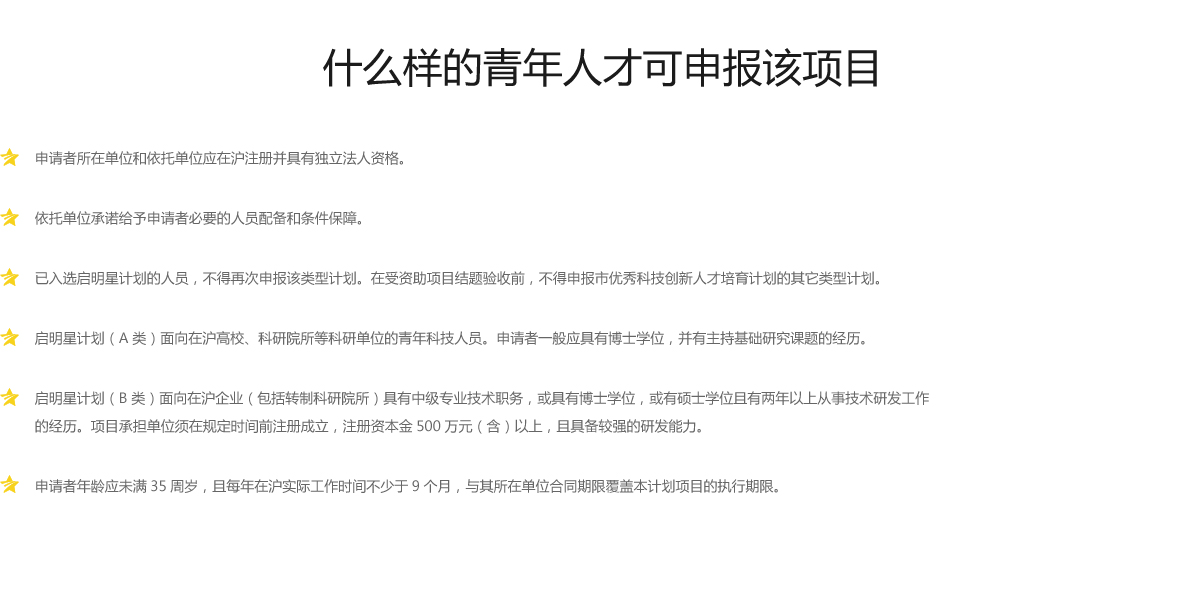 什么样的青年人才可申报该项目
申请者所在单位和依托单位应在沪注册并具有独立法人资格。
依托单位承诺给予申请者必要的人员配备和条件保障。
已入选启明星计划的人员，不得再次申报该类型计划。在受资助项目结题验收前，不得申报市优秀科技创新人才培育计划的其它类型计划。
启明星计划（A 类）面向在沪高校、科研院所等科研单位的青年科技人员。申请者一般应具有博士学位，并有主持基础研究课题的经历。
启明星计划（B 类）面向在沪企业（包括转制科研院所）具有中级专业技术职务，或具有博士学位，或有硕士学位且有两年以上从事技术研发工作
的经历。项目承担单位须在规定时间前注册成立，注册资本金 500 万元（含）以上，且具备较强的研发能力。
申请者年龄应未满 35 周岁，且每年在沪实际工作时间不少于 9 个月，与其所在单位合同期限覆盖本计划项目的执行期限。